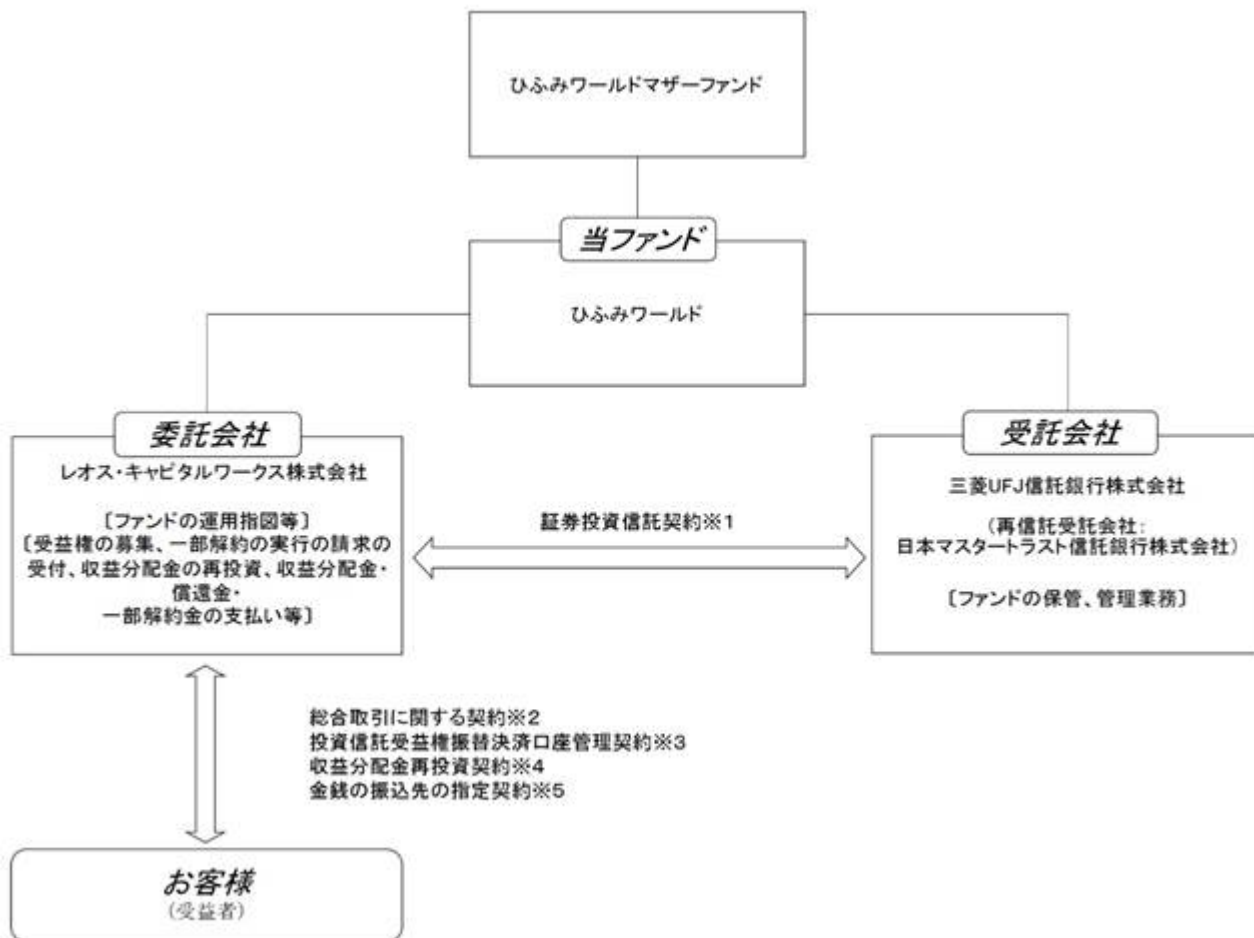 ひふみワールドマザーファンド
当ファンド
ひふみワールド
委託会社
レオス・キャピタルワークス株式会社
〔ファンドの運用指図等〕
〔受益権の募集、一部解約の実行の請求の
受付、収益分配金の再投資、収益分配金・
償還金・
一部解約金の支払い等〕
証券投資信託契約※1
受託会社
三菱UFJ信託銀行株式会社
(再信託受託会社:
日本マスタートラスト信託銀行株式会社)
〔ファンドの保管、管理業務〕
総合取引に関する契約※2
投資信託受益権振替決済口座管理契約※3
収益分配金再投資契約※4
金銭の振込先の指定契約※5
お客様
(受益者)